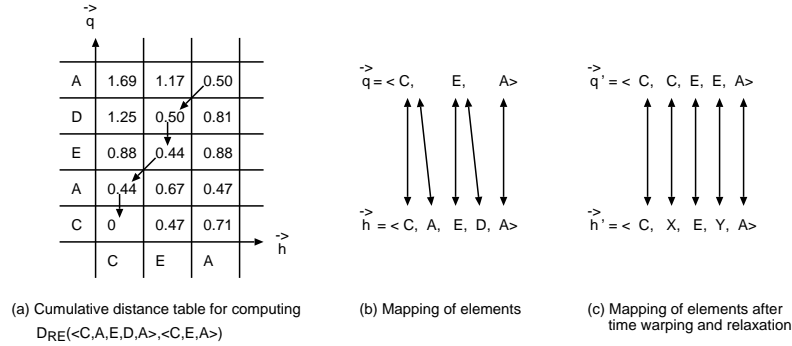 ->
q
A 1.69 1.17 0.50
D 1.25 0.50 0.81
E 0.88 0.44 0.88
A 0.44 0.67 0.47
C 0 0.47 0.71
->
h
C E A
(a) Cumulative distance table for computing
DRE(<C,A,E,D,A>,<C,E,A>)
->
q = < C, E, A>
->
h = < C, A, E, D, A>
(b) Mapping of elements
->
q' = < C, C, E, E, A>
->
h' = < C, X, E, Y, A>
(c) Mapping of elements after
time warping and relaxation